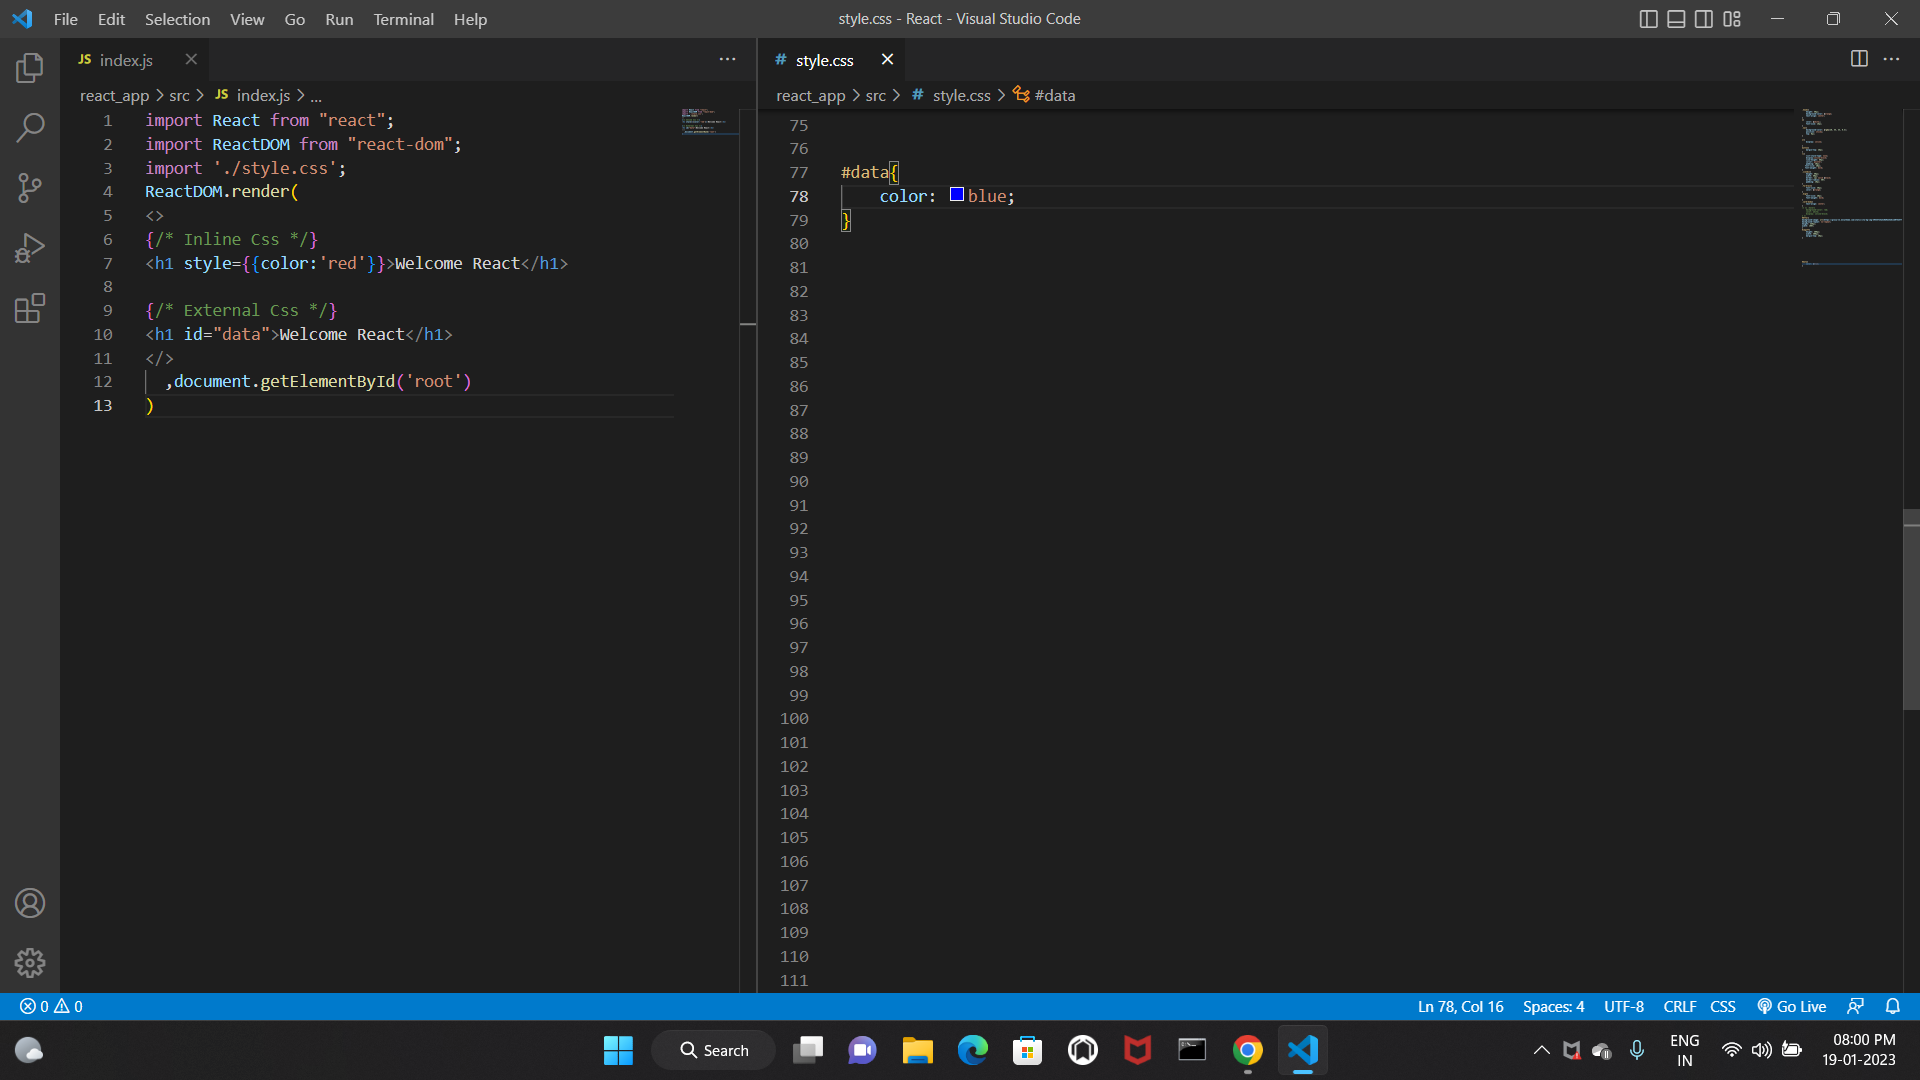 File Edit Selection View Go Run Terminal Help
style.css - React - Visual Studio Code
JS index.js
# style.css
react_app > src > JS index.js > ...
1 import React from "react";
2 import ReactDOM from "react-dom";
3 import './style.css';
4 ReactDOM.render(
5 <>
6 {/* Inline Css */}
7 <h1 style={{color:'red'}}>Welcome React</h1>
8
9 {/* External Css */}
10 <h1 id="data">Welcome React</h1>
11 </>
12 ,document.getElementById('root')
13 )
react_app > src > # style.css > #data
75
76
77 #data{
78 color: blue;
79 }
80
81
82
83
84
85
86
87
88
89
90
91
92
93
94
95
96
97
98
99
100
101
102
103
104
105
106
107
108
109
110
111
0 0
Ln 78, Col 16 Spaces: 4 UTF-8 CRLF CSS Go Live
Search
ENG
IN
08:00 PM
19-01-2023